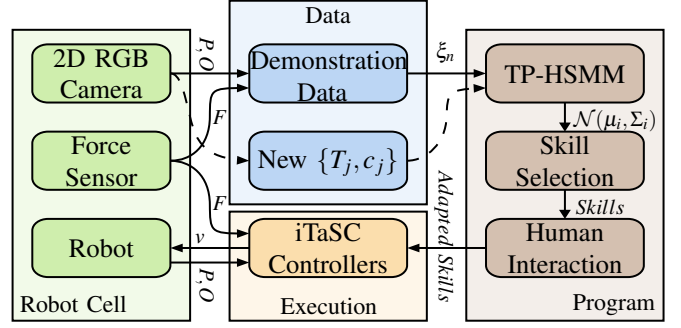 Data
2D RGB
Camera
P,O
Demonstration
Data
ξn
TP-HSMM
F
N(μi,Σi)
Force
Sensor
New {Tj,cj}
Skill
Selection
F
Adapted Skills
Skills
Robot
v
P,O
iTaSC
Controllers
Human
Interaction
Robot Cell
Execution
Program